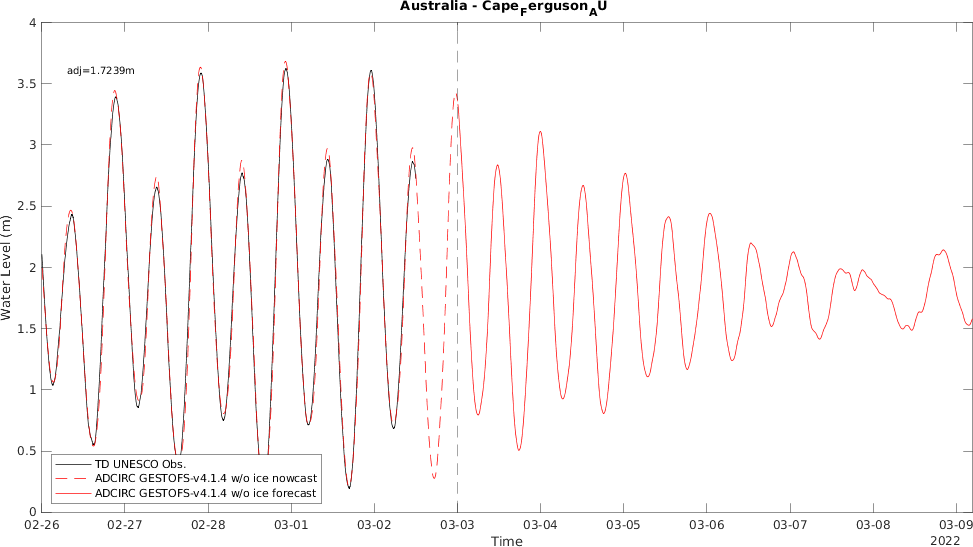 Australia - Cape_Ferguson_AU
4
adj=1.7239m
3.5
3
2.5
2
1.5
1
0.5
0
Water Level (m)
TD UNESCO Obs.
ADCIRC GESTOFS-v4.1.4 w/o ice nowcast
ADCIRC GESTOFS-v4.1.4 w/o ice forecast
02-26 02-27 02-28 03-01 03-02 03-03 03-04 03-05 03-06 03-07 03-08 03-09
Time
2022